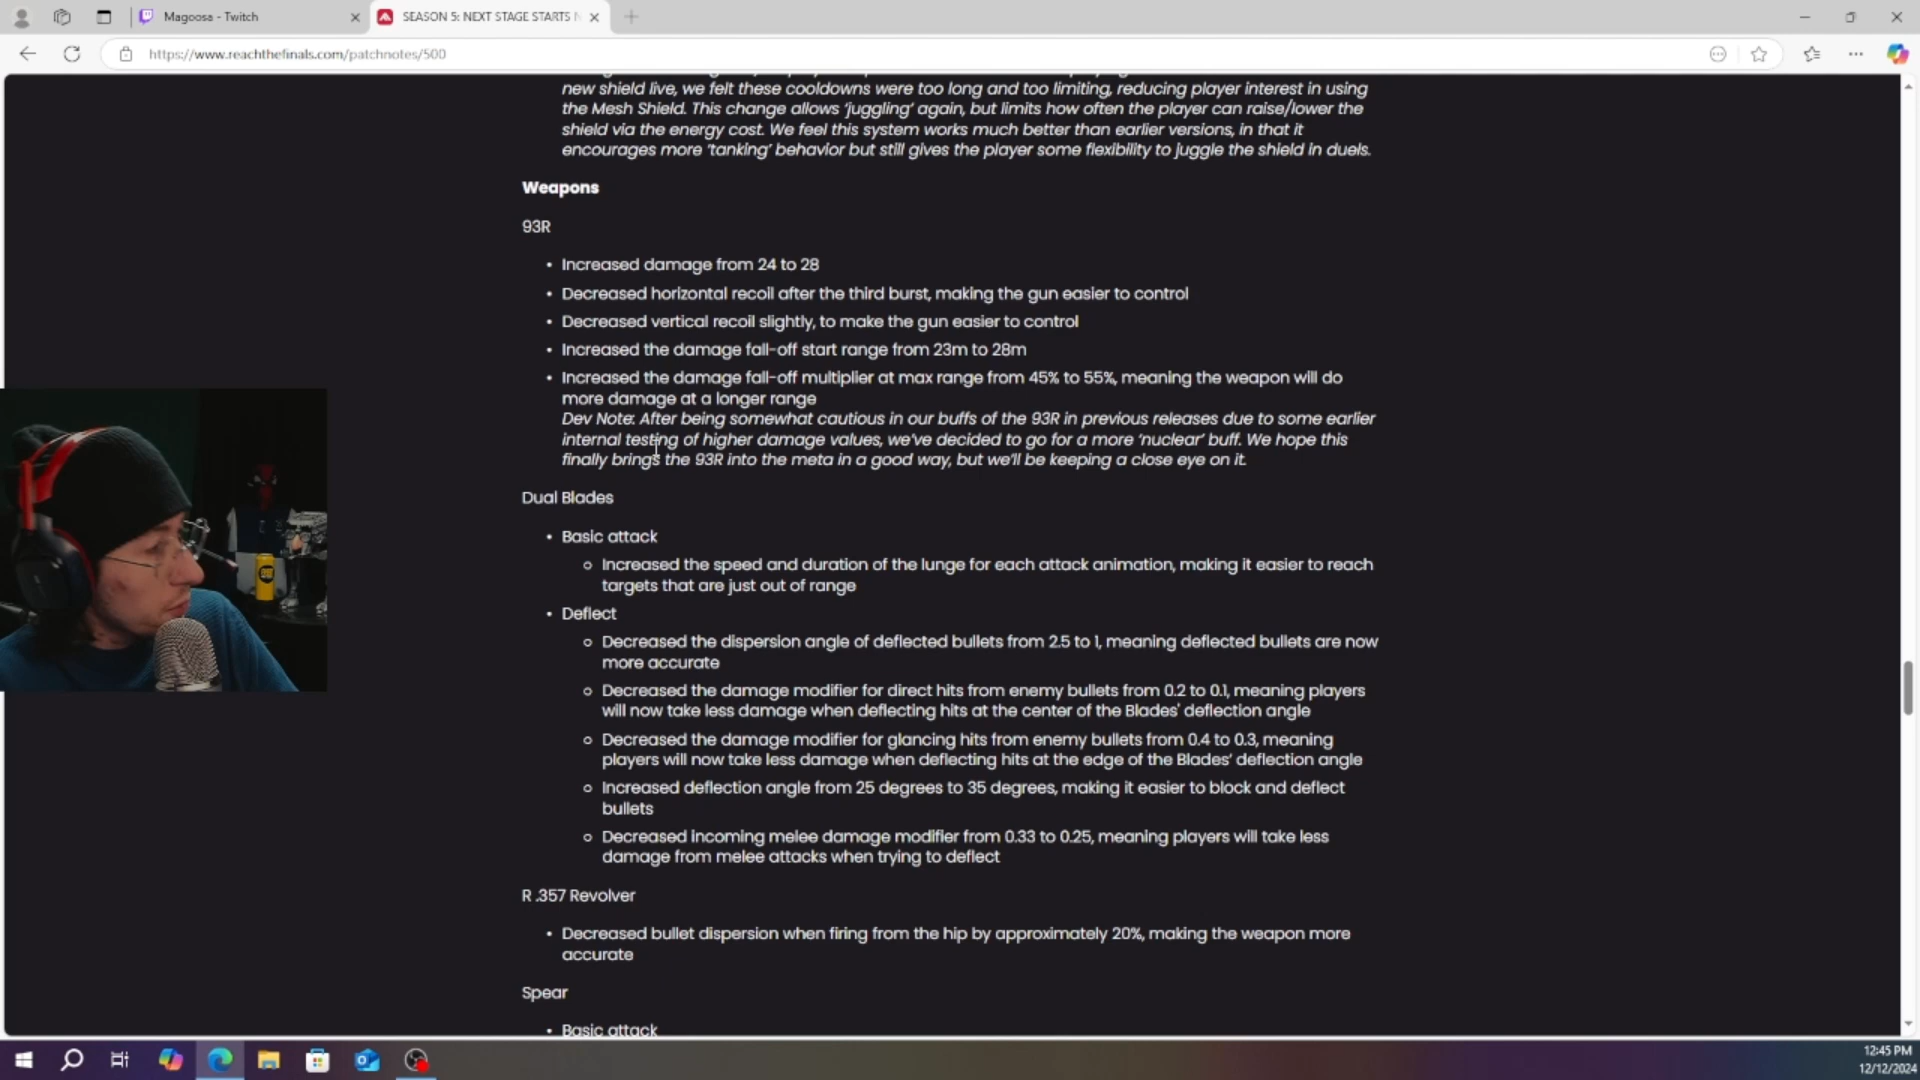 Magoosa - Twitch
SEASON 5: NEXT STAGE STARTS N
https://www.reachthefinals.com/patchnotes/500
new shield live, we felt these cooldowns were too long and too limiting, reducing player interest in using
the Mesh Shield. This change allows ‘juggling’ again, but limits how often the player can raise/lower the
shield via the energy cost. We feel this system works much better than earlier versions, in that it
encourages more ‘tanking’ behavior but still gives the player some flexibility to juggle the shield in duels.
Weapons
93R
• Increased damage from 24 to 28
• Decreased horizontal recoil after the third burst, making the gun easier to control
• Decreased vertical recoil slightly, to make the gun easier to control
• Increased the damage fall-off start range from 23m to 28m
• Increased the damage fall-off multiplier at max range from 45% to 55%, meaning the weapon will do
more damage at a longer range
Dev Note: After being somewhat cautious in our buffs of the 93R in previous releases due to some earlier
internal testing of higher damage values, we’ve decided to go for a more ‘nuclear’ buff. We hope this
finally brings the 93R into the meta in a good way, but we’ll be keeping a close eye on it.
Dual Blades
• Basic attack
○ Increased the speed and duration of the lunge for each attack animation, making it easier to reach
targets that are just out of range
• Deflect
○ Decreased the dispersion angle of deflected bullets from 2.5 to 1, meaning deflected bullets are now
more accurate
○ Decreased the damage modifier for direct hits from enemy bullets from 0.2 to 0.1, meaning players
will now take less damage when deflecting hits at the center of the Blades' deflection angle
○ Decreased the damage modifier for glancing hits from enemy bullets from 0.4 to 0.3, meaning
players will now take less damage when deflecting hits at the edge of the Blades’ deflection angle
○ Increased deflection angle from 25 degrees to 35 degrees, making it easier to block and deflect
bullets
○ Decreased incoming melee damage modifier from 0.33 to 0.25, meaning players will take less
damage from melee attacks when trying to deflect
R .357 Revolver
• Decreased bullet dispersion when firing from the hip by approximately 20%, making the weapon more
accurate
Spear
• Basic attack
12:45 PM
12/12/2024